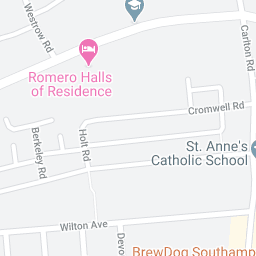 Westrow Rd
Carlton Rd
Romero Halls
of Residence
Cromwell Rd
Berkeley Rd
Holt Rd
St. Anne's
Catholic School
Wilton Ave
Devo
BrewDog Southamp